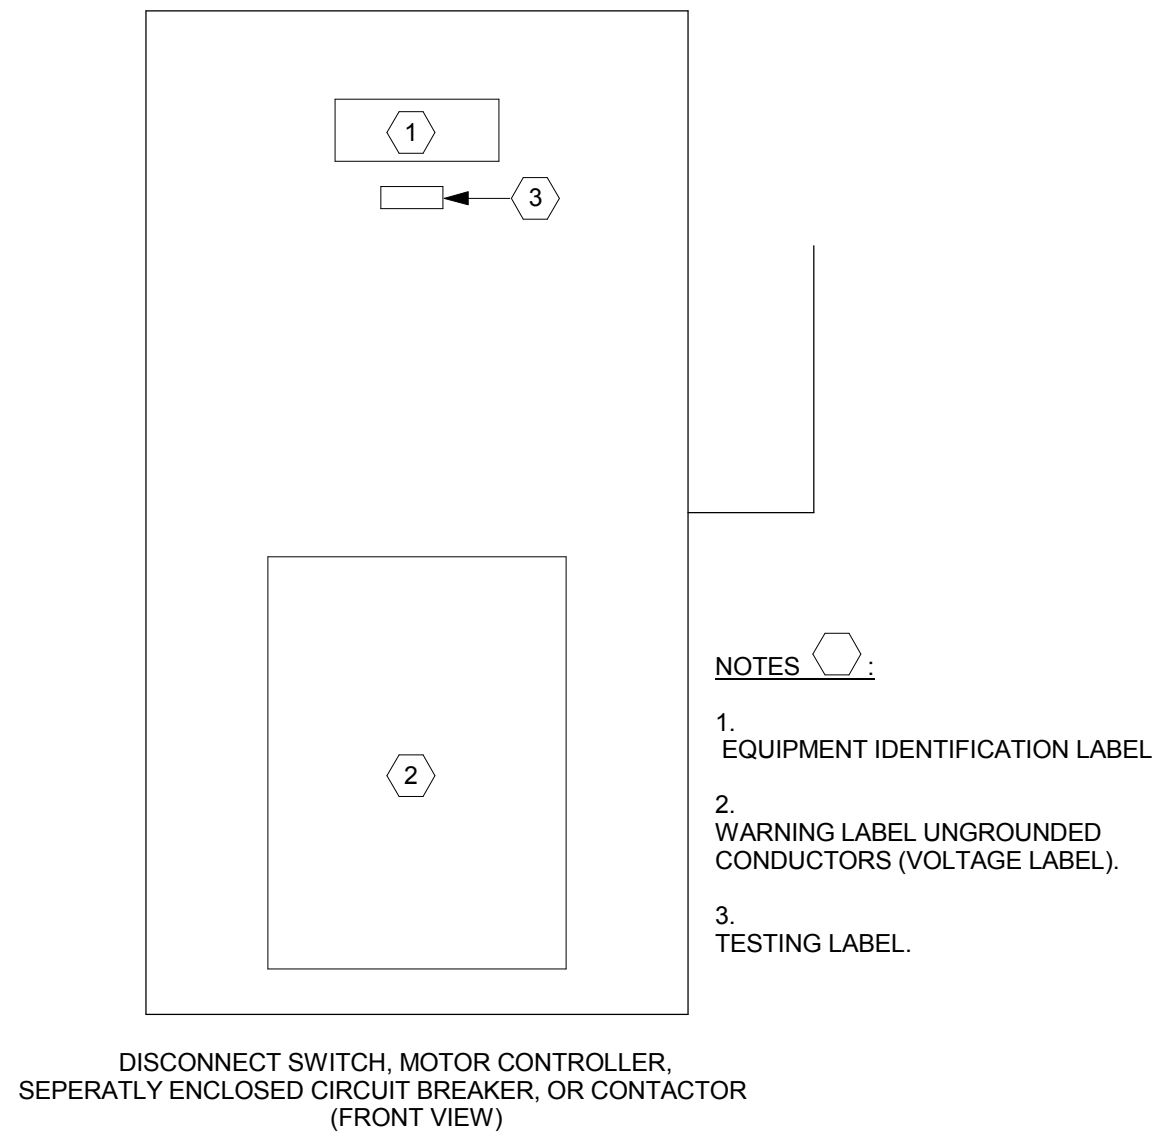 1
3
2
NOTES :
1.
EQUIPMENT IDENTIFICATION LABEL
2.
WARNING LABEL UNGROUNDED
CONDUCTORS (VOLTAGE LABEL).
3.
TESTING LABEL.
DISCONNECT SWITCH, MOTOR CONTROLLER,
SEPERATLY ENCLOSED CIRCUIT BREAKER, OR CONTACTOR
(FRONT VIEW)